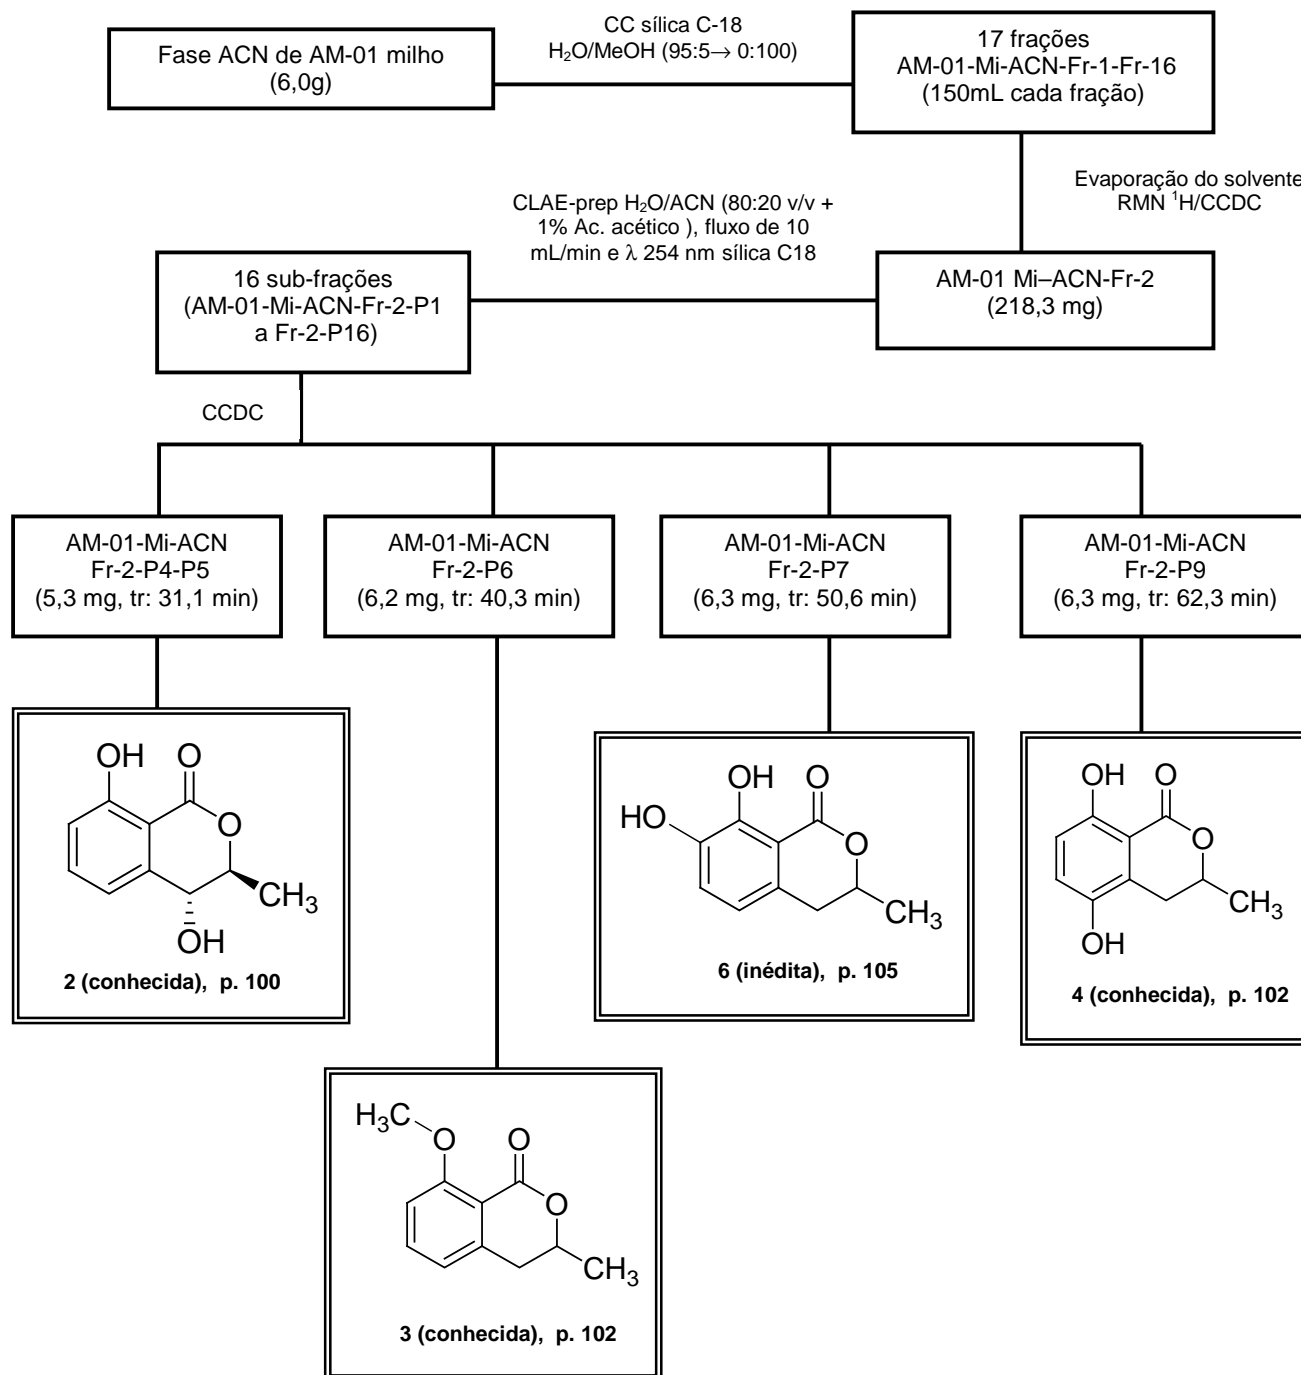 Fase ACN de AM-01 milho
(6,0g)
CC sílica C-18
H₂O/MeOH (95:5→ 0:100)
17 frações
AM-01-Mi-ACN-Fr-1-Fr-16
(150mL cada fração)
Evaporação do solvente
RMN ¹H/CCDC
CLAE-prep H₂O/ACN (80:20 v/v +
1% Ac. acético ), fluxo de 10
mL/min e λ 254 nm sílica C18
16 sub-frações
(AM-01-Mi-ACN-Fr-2-P1
a Fr-2-P16)
AM-01 Mi–ACN-Fr-2
(218,3 mg)
CCDC
AM-01-Mi-ACN
Fr-2-P4-P5
(5,3 mg, tr: 31,1 min)
AM-01-Mi-ACN
Fr-2-P6
(6,2 mg, tr: 40,3 min)
AM-01-Mi-ACN
Fr-2-P7
(6,3 mg, tr: 50,6 min)
AM-01-Mi-ACN
Fr-2-P9
(6,3 mg, tr: 62,3 min)
OH O
O
CH₃
OH
2 (conhecida), p. 100
OH O
HO
O
CH₃
6 (inédita), p. 105
OH O
O
CH₃
OH
4 (conhecida), p. 102
H₃C
O O
O
CH₃
3 (conhecida), p. 102